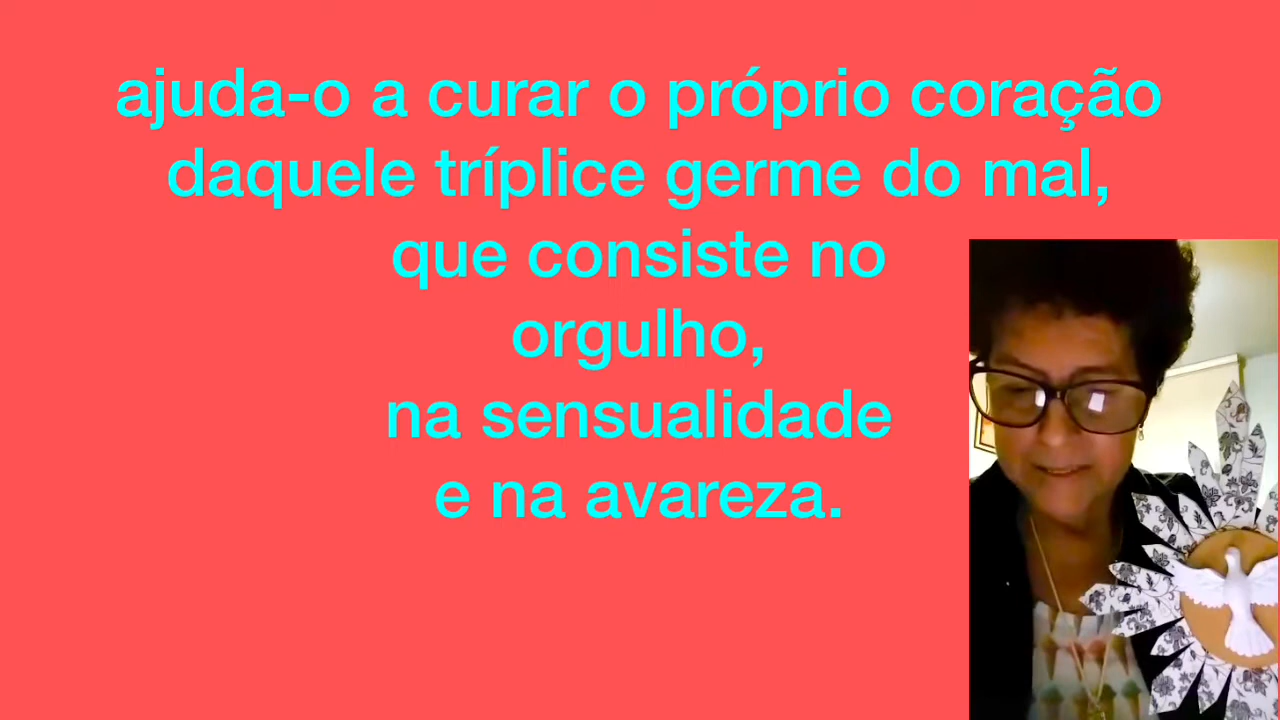 ajuda-o a curar o próprio coração
daquele tríplice germe do mal,
que consiste no
orgulho,
na sensualidade
e na avareza.